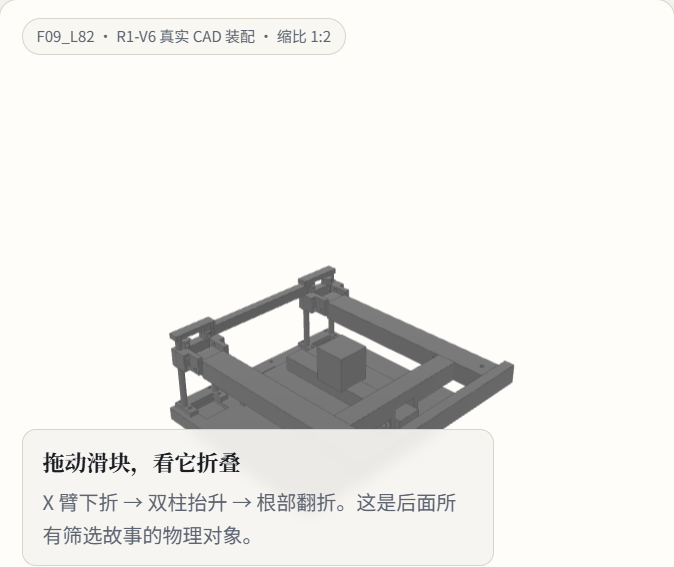 F09_L82 · R1-V6 真实 CAD 装配 · 缩比 1:2
拖动滑块，看它折叠
X 臂下折 → 双柱抬升 → 根部翻折。这是后面所
有筛选故事的物理对象。